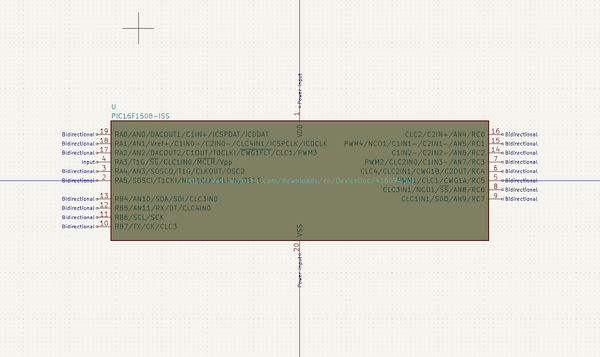 Power input
1
VDD
U
PIC16F1508-ISS
Bidirectional 19 RA0/AN0/DACOUT1/C1IN+/ICSPDAT/ICDDAT
Bidirectional 18 RA1/AN1/Vref+/C1IN0-/C2IN0-/CLC4IN1/ICSPCLK/ICDCLK
Bidirectional 17 RA2/AN2/DACOUT2/C1OUT/T0CLKI/CWG1FLT/CLC1/PWM3
Input 4 RA3/T1G/SS/CLC1IN0/MCLR/Vpp
Bidirectional 3 RA4/AN3/SOSCO/T1G/CLKOUT/OSC2
Bidirectional 2 RA5/SOSCI/T1CKI/
Bidirectional 13 RB4/AN10/SDA/SDI/CLC3IN0
Bidirectional 12 RB5/AN11/RX/DT/CLC4IN0
Bidirectional 11 RB6/SCL/SCK
Bidirectional 10 RB7/TX/CK/CLC3
CLC2/C2IN+/AN4/RC0 16 Bidirectional
PWM4/NCO1/C1IN1-/C2IN1-/AN5/RC1 15 Bidirectional
C1IN2-/C2IN2-/AN6/RC2 14 Bidirectional
PWM2/CLC2IN0/C1IN3-/AN7/RC3 7 Bidirectional
CLC4/CLC2IN1/CWG1B/C2OUT/RC4 6 Bidirectional
/CLC1/CWG1A/RC5 5 Bidirectional
CLC3IN1/NCO1/SS/AN8/RC6 8 Bidirectional
CLC1IN1/SDO/AN9/RC7 9 Bidirectional
.com/downloads/en/DeviceDoc/
VSS
20
Power input